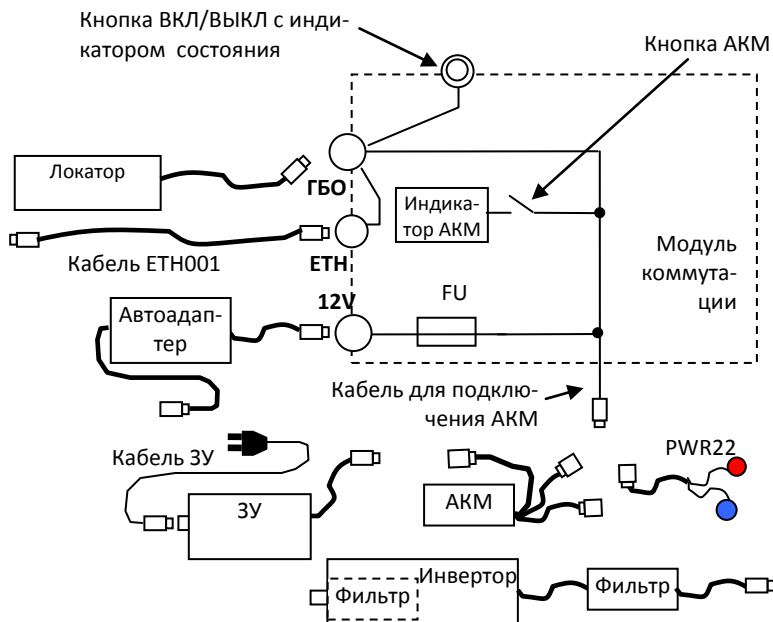 Кнопка ВКЛ/ВЫКЛ с инди-
катором состояния
Кнопка АКМ
Локатор
ГБО
Индика-
тор АКМ
Модуль
коммута-
ции
Кабель ETH001
ETH
12V
FU
Автоадап-
тер
Кабель для подклю-
чения АКМ
Кабель ЗУ
PWR22
ЗУ
АКМ
Инвертор
Фильтр
Фильтр